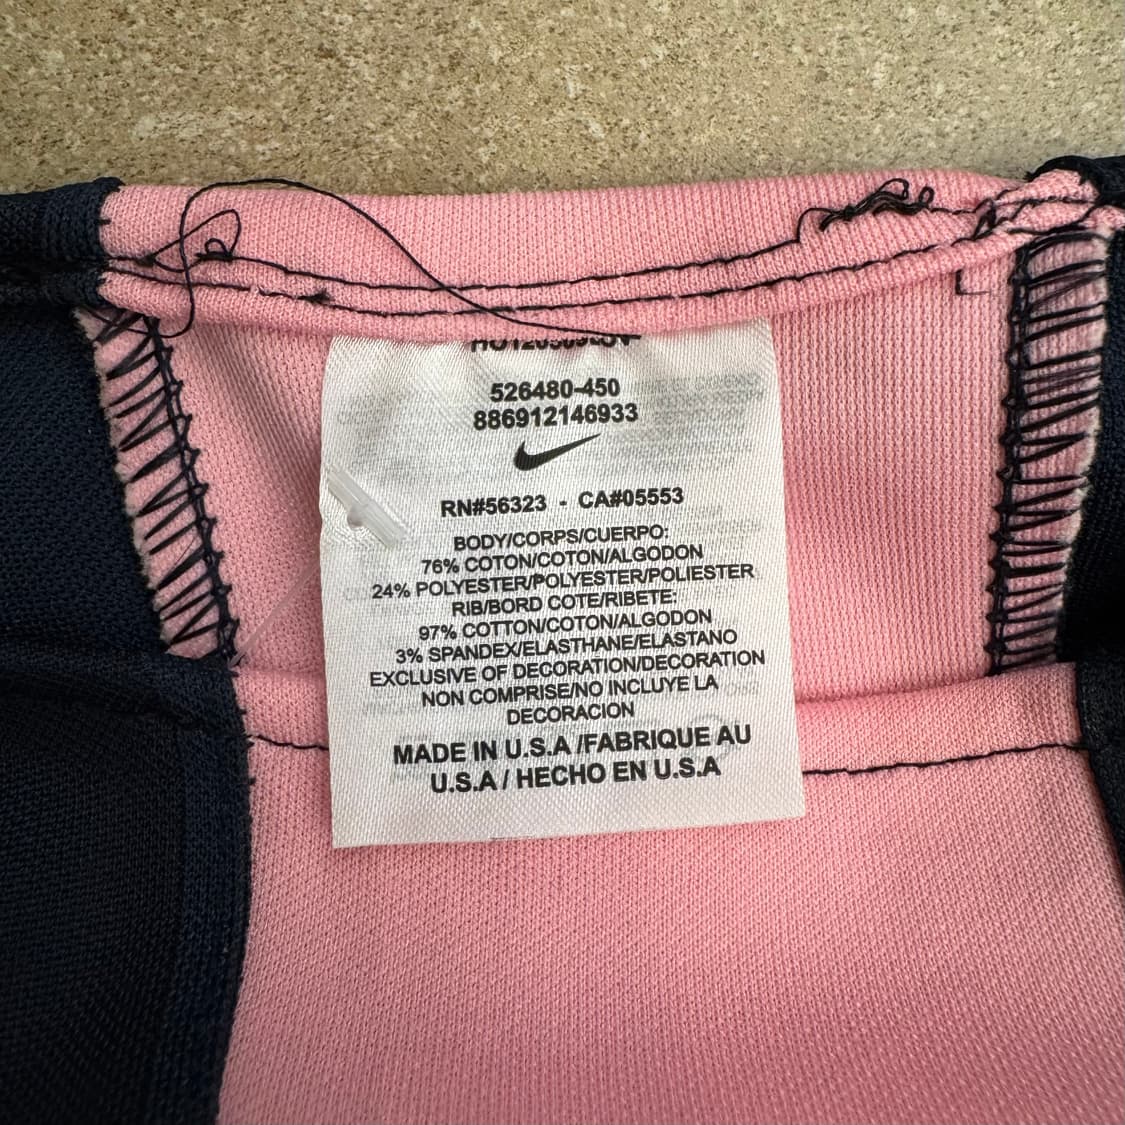 526480-450
886912146933
RN#56323 - CA#05553
BODY/CORPS/CUERPO:
76% COTON/COTON/ALGODON
24% POLYESTER/POLYESTER/POLIESTER
RIB/BORD COTE/RIBETE:
97% COTTON/COTON/ALGODON
3% SPANDEX/ELASTHANE/ELASTANO
EXCLUSIVE OF DECORATION/DECORATION
NON COMPRISE/NO INCLUYE LA
DECORACION
MADE IN U.S.A /FABRIQUE AU
U.S.A / HECHO EN U.S.A